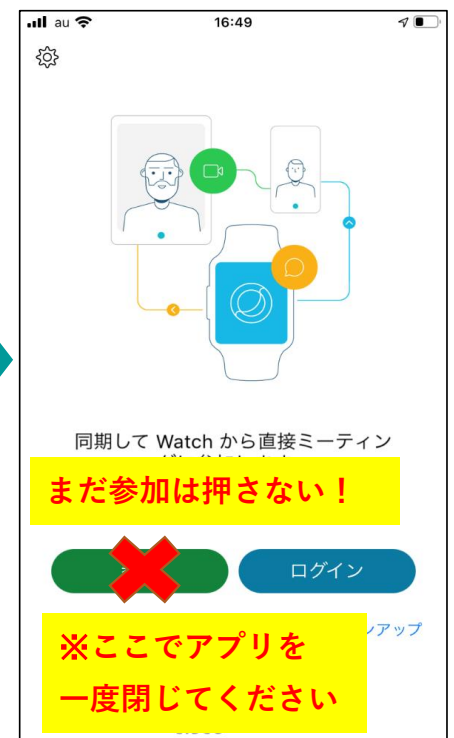 au
16:49
同期して Watch から直接ミーティン
まだ参加は押さない！
ログイン
ンアップ
※ここでアプリを
一度閉じてください